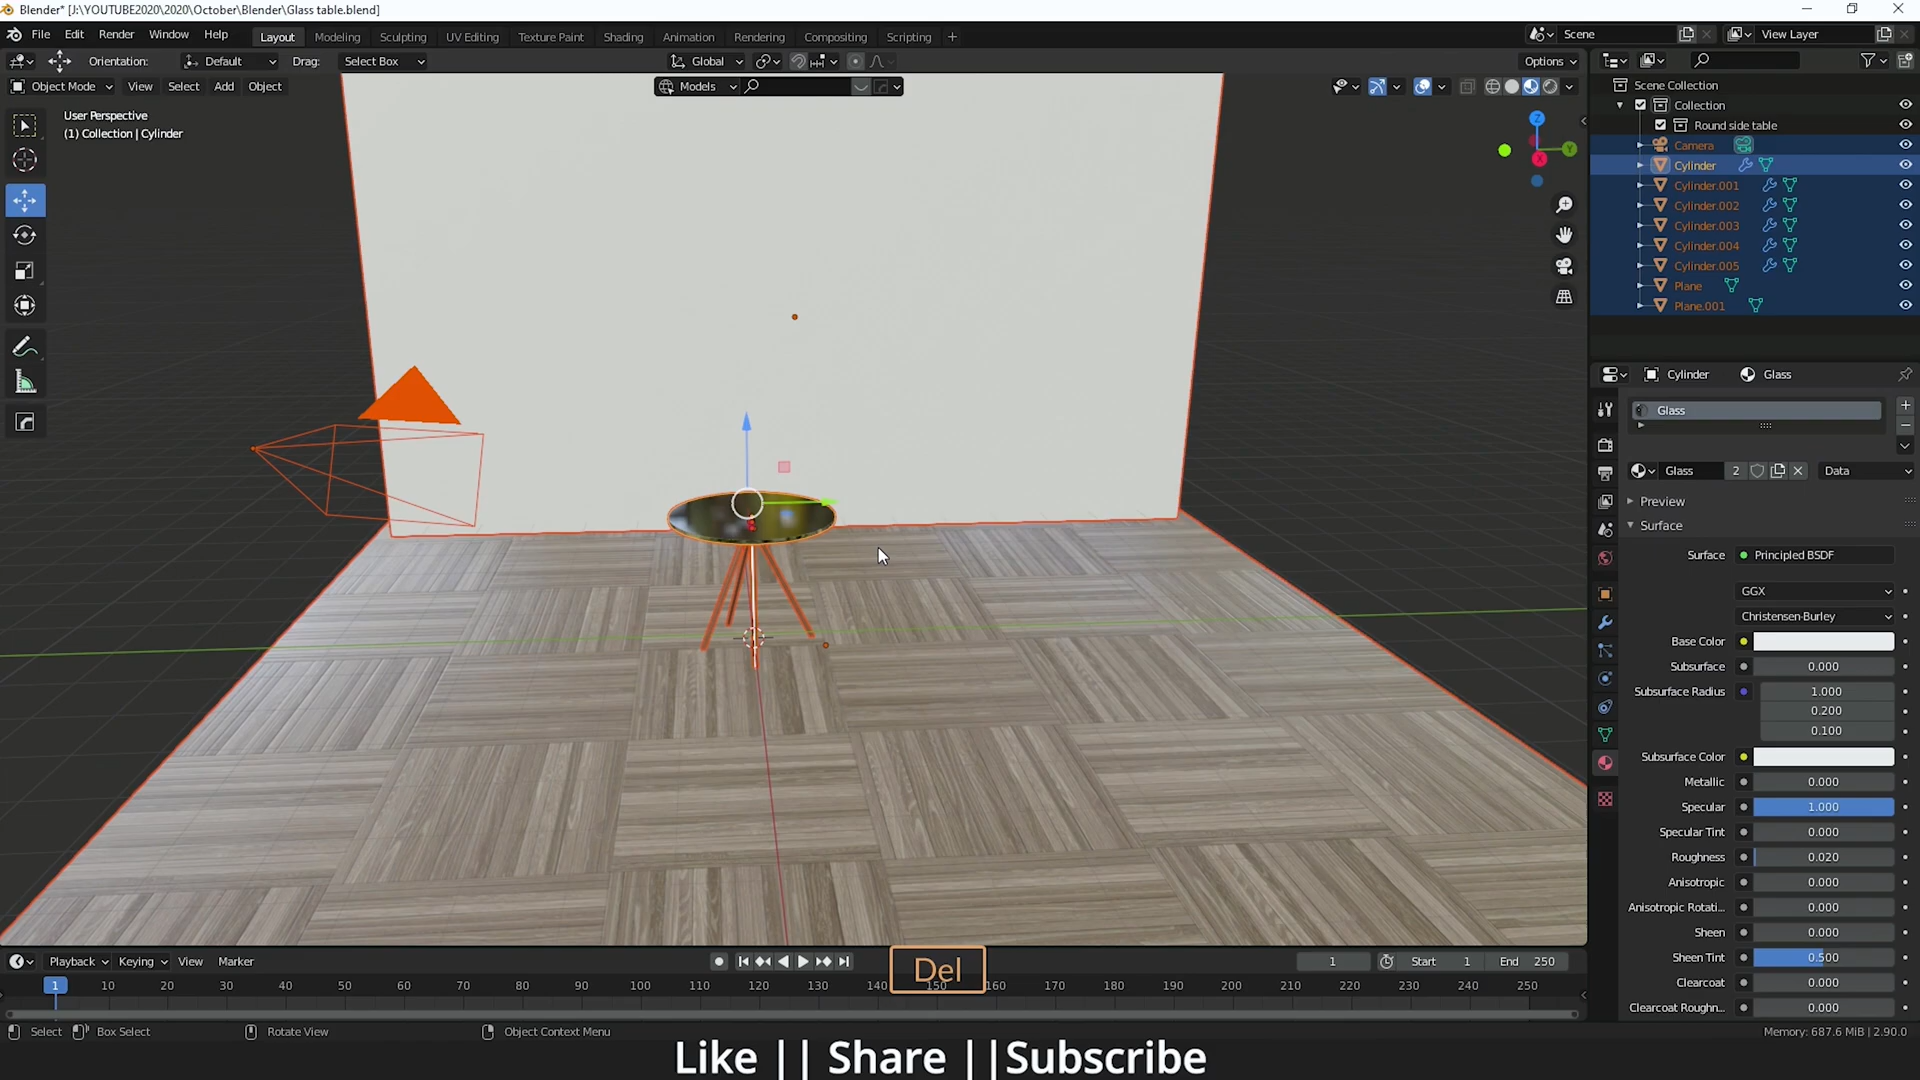 Blender* [J:\YOUTUBE2020\2020\October\Blender\Glass table.blend]
File Edit Render Window Help Layout Modeling Sculpting UV Editing Texture Paint Shading Animation Rendering Compositing Scripting + Scene View Layer
Orientation: Default Drag: Select Box Global Options
Object Mode View Select Add Object Models
User Perspective
(1) Collection | Cylinder
Z
Y
X
Scene Collection
Collection
Round side table
Camera
Cylinder
Cylinder.001
Cylinder.002
Cylinder.003
Cylinder.004
Cylinder.005
Plane
Plane.001
Cylinder Glass
Glass
Glass 2 Data
Preview
Surface
Surface Principled BSDF
GGX
Christensen-Burley
Base Color
Subsurface 0.000
Subsurface Radius 1.000
0.200
0.100
Subsurface Color
Metallic 0.000
Specular 1.000
Specular Tint 0.000
Roughness 0.020
Anisotropic 0.000
Anisotropic Rotati... 0.000
Sheen 0.000
Sheen Tint 0.500
Clearcoat 0.000
Clearcoat Roughn... 0.000
Playback Keying View Marker 1 Start 1 End 250
Del
1 10 20 30 40 50 60 70 80 90 100 110 120 130 140 150 160 170 180 190 200 210 220 230 240 250
Select Box Select Rotate View Object Context Menu Memory: 687.6 MiB | 2.90.0
Like || Share ||Subscribe